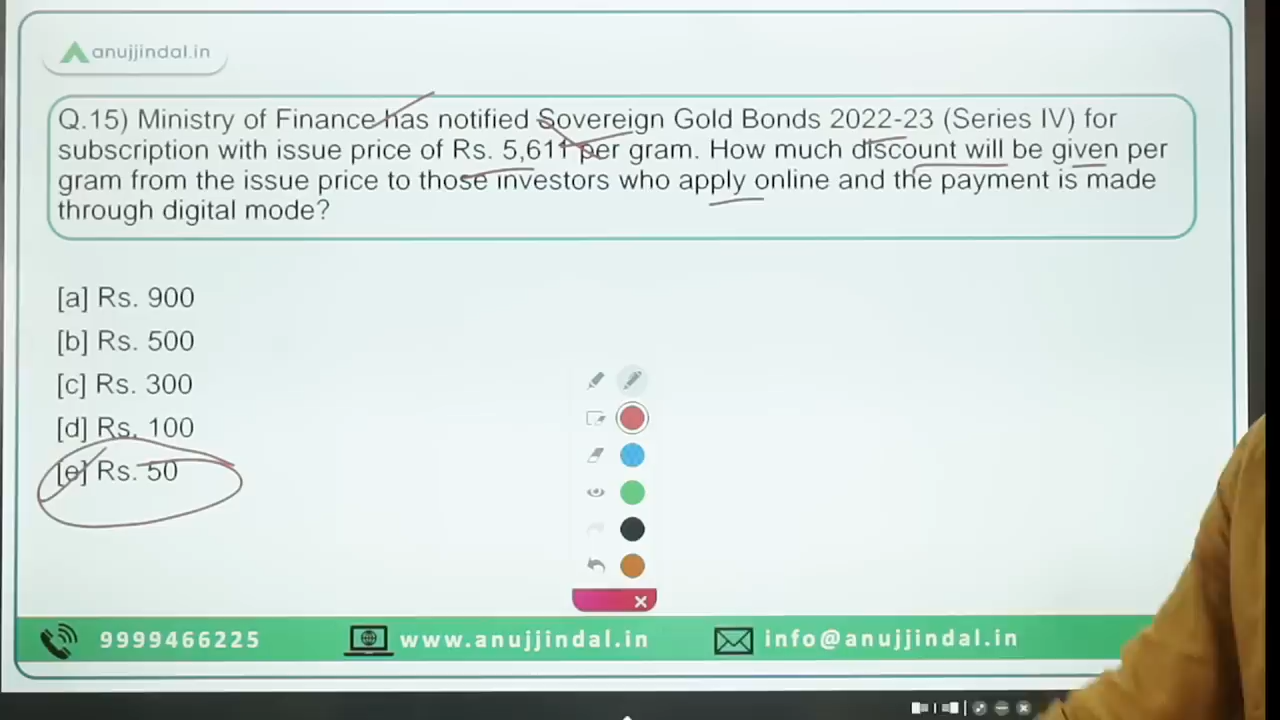 anujjindal.in
Q.15) Ministry of Finance has notified Sovereign Gold Bonds 2022-23 (Series IV) for
subscription with issue price of Rs. 5,611 per gram. How much discount will be given per
gram from the issue price to those investors who apply online and the payment is made
through digital mode?
[a] Rs. 900
[b] Rs. 500
[c] Rs. 300
[d] Rs. 100
[e] Rs. 50
9999466225
www.anujjindal.in
info@anujjindal.in